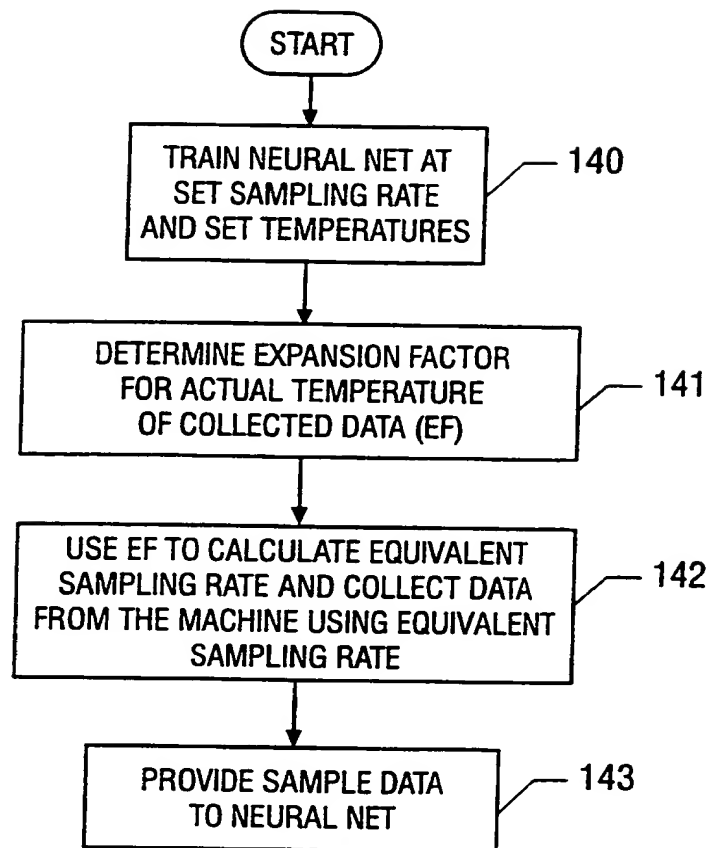 START
TRAIN NEURAL NET AT
SET SAMPLING RATE
AND SET TEMPERATURES
140
DETERMINE EXPANSION FACTOR
FOR ACTUAL TEMPERATURE
OF COLLECTED DATA (EF)
141
USE EF TO CALCULATE EQUIVALENT
SAMPLING RATE AND COLLECT DATA
FROM THE MACHINE USING EQUIVALENT
SAMPLING RATE
142
PROVIDE SAMPLE DATA
TO NEURAL NET
143